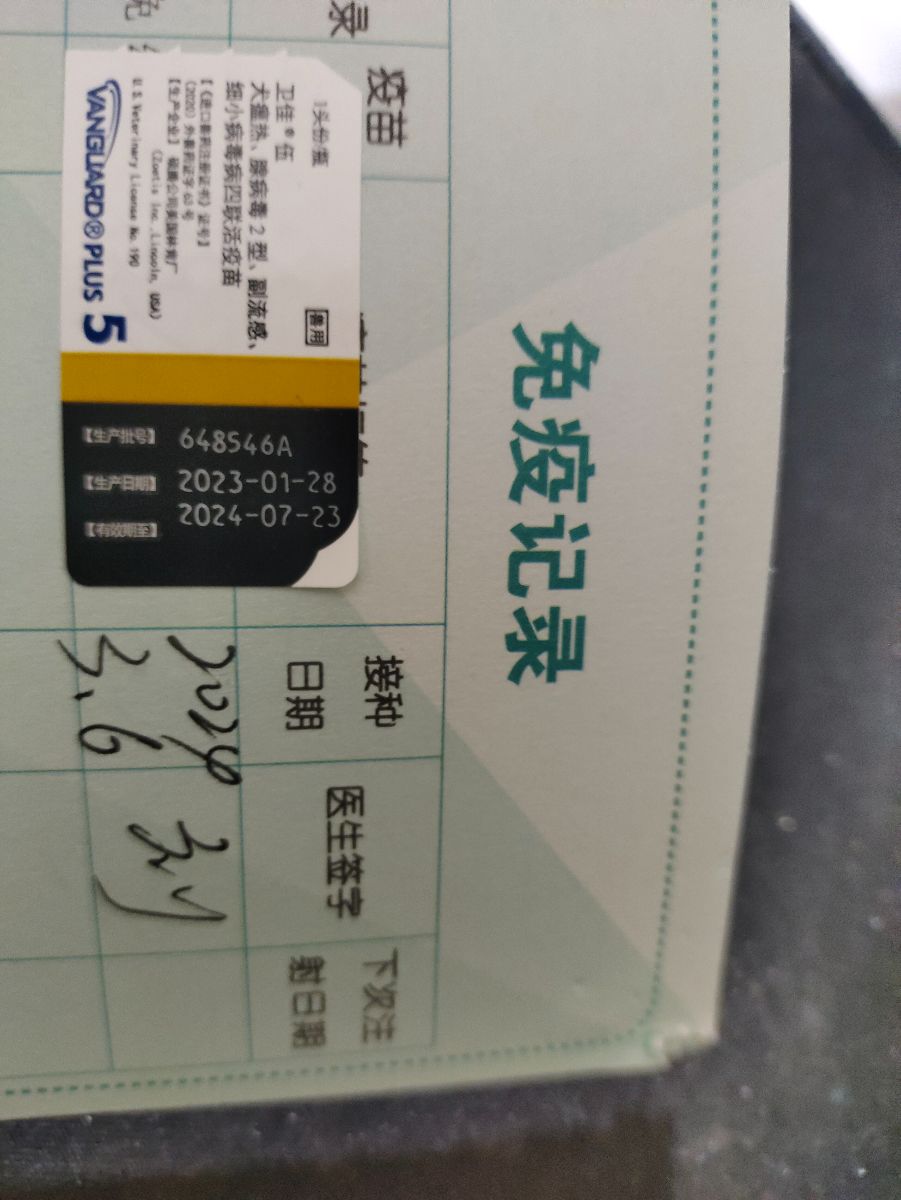 免疫记录
录
疫苗
接种
日期
医生签字
下次注
射日期
免
1头份/瓶
兽用
卫佳®伍
犬瘟热、腺病毒2型、副流感、
细小病毒病四联活疫苗
【《进口兽药注册证书》证号】
(2020)外兽药证字63号
【生产企业】硕腾公司美国林肯厂
(Zoetis Inc.,Lincoln, USA)
U.S. Veterinary License No. 190
VANGUARD® PLUS 5
【生产批号】 648546A
【生产日期】 2023-01-28
【有效期至】 2024-07-23
2024
3.6